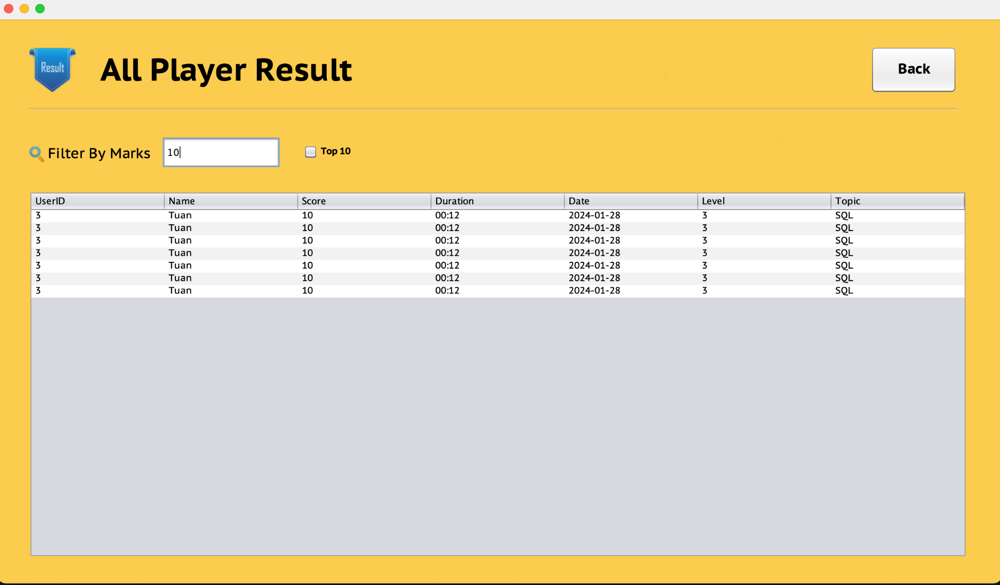 Result
All Player Result
Back
Filter By Marks
10
Top 10
UserID Name Score Duration Date Level Topic
3 Tuan 10 00:12 2024-01-28 3 SQL
3 Tuan 10 00:12 2024-01-28 3 SQL
3 Tuan 10 00:12 2024-01-28 3 SQL
3 Tuan 10 00:12 2024-01-28 3 SQL
3 Tuan 10 00:12 2024-01-28 3 SQL
3 Tuan 10 00:12 2024-01-28 3 SQL
3 Tuan 10 00:12 2024-01-28 3 SQL